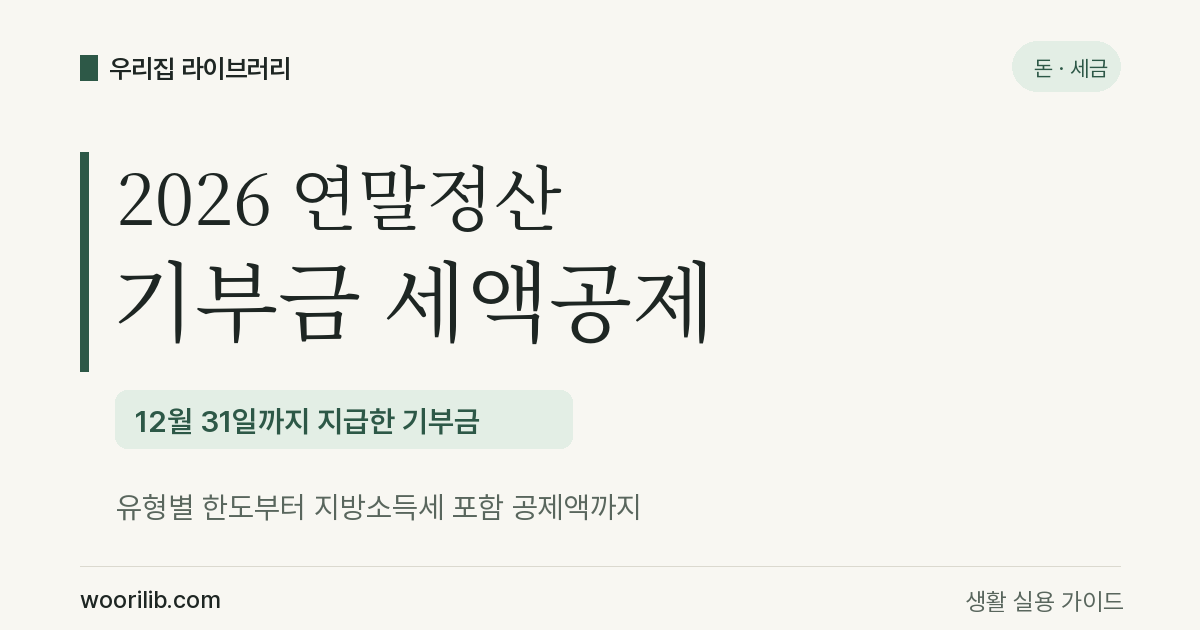 우리집 라이브러리
돈 · 세금
2026 연말정산
기부금 세액공제
12월 31일까지 지급한 기부금
유형별 한도부터 지방소득세 포함 공제액까지
woorilib.com
생활 실용 가이드